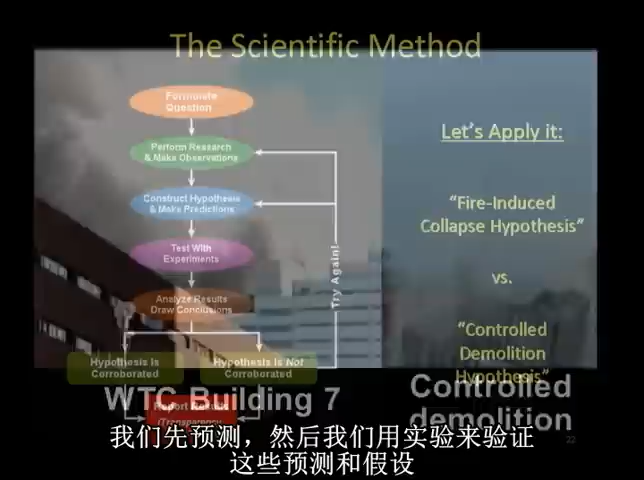 The Scientific Method
Formulate
Question
Perform Research
& Make Observations
Construct Hypothesis
& Make Predictions
Test With
Experiments
Analyze Results
Draw Conclusions
Try Again!
Hypothesis Is
Corroborated
Hypothesis Is Not
Corroborated
Report Results
(Transparency
Let's Apply it:
“Fire-Induced
Collapse Hypothesis”
vs.
“Controlled
Demolition
Hypothesis”
WTC Building 7
Controlled
demolition
22
我们先预测，然后我们用实验来验证
这些预测和假设